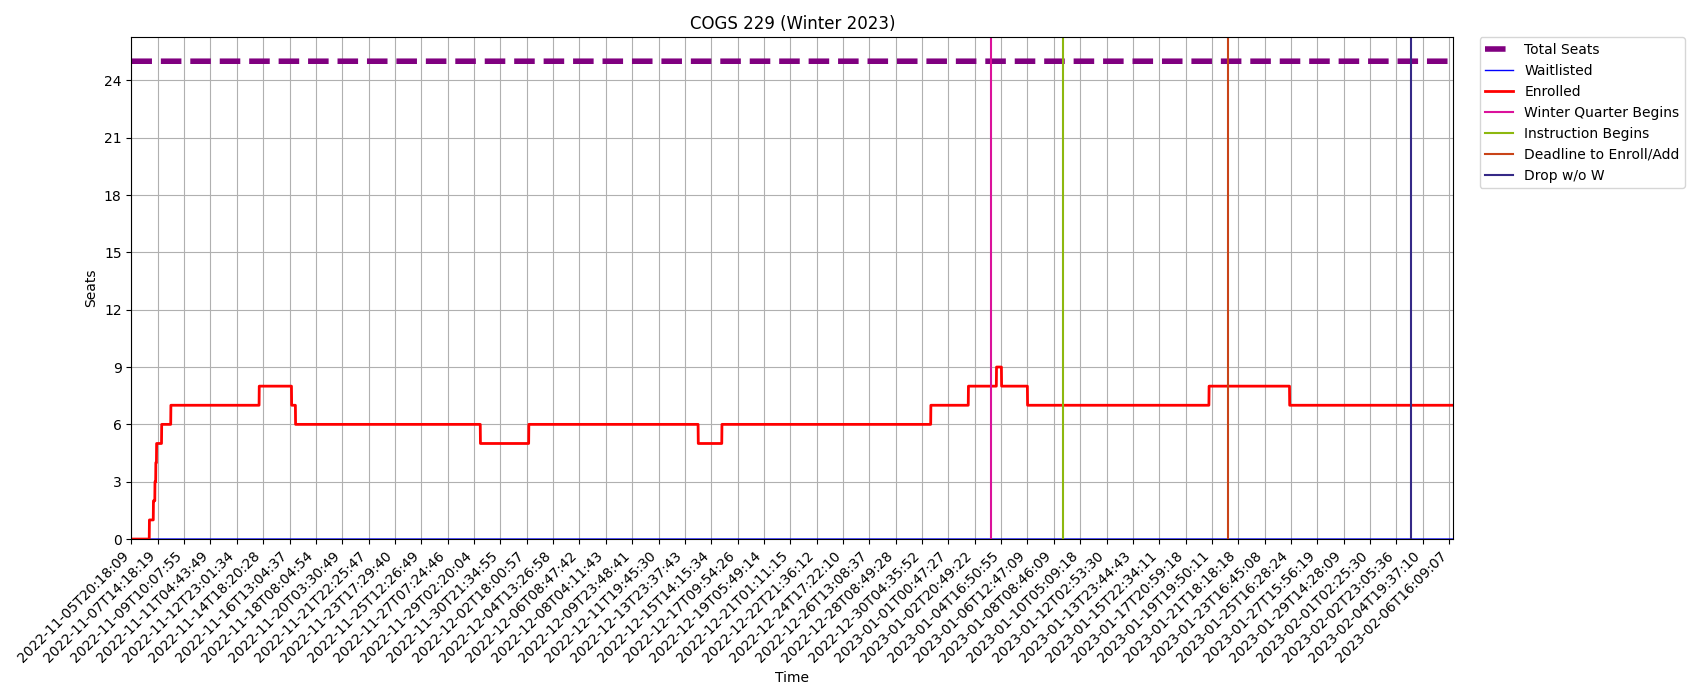 COGS 229 (Winter 2023)
Total Seats
Waitlisted
Enrolled
Winter Quarter Begins
Instruction Begins
Deadline to Enroll/Add
Drop w/o W
Seats
24
21
18
15
12
9
6
3
0
2022-11-05T20:18:09
2022-11-07T14:18:19
2022-11-09T10:07:55
2022-11-11T04:43:49
2022-11-12T23:01:34
2022-11-14T18:20:28
2022-11-16T13:04:37
2022-11-18T08:04:54
2022-11-20T03:30:49
2022-11-21T22:25:47
2022-11-23T17:29:40
2022-11-25T12:26:49
2022-11-27T07:24:46
2022-11-29T02:20:04
2022-11-30T21:34:55
2022-12-02T18:00:57
2022-12-04T13:26:58
2022-12-06T08:47:42
2022-12-08T04:11:43
2022-12-09T23:48:41
2022-12-11T19:45:30
2022-12-13T23:37:43
2022-12-15T14:15:34
2022-12-17T09:54:26
2022-12-19T05:49:14
2022-12-21T01:11:15
2022-12-22T21:36:12
2022-12-24T17:22:10
2022-12-26T13:08:37
2022-12-28T08:49:28
2022-12-30T04:35:52
2023-01-01T00:47:27
2023-01-02T20:49:22
2023-01-04T16:50:55
2023-01-06T12:47:09
2023-01-08T08:46:09
2023-01-10T05:09:18
2023-01-12T02:53:30
2023-01-13T23:44:43
2023-01-15T22:34:11
2023-01-17T20:59:18
2023-01-19T19:50:11
2023-01-21T18:18:18
2023-01-23T16:45:08
2023-01-25T16:28:24
2023-01-27T15:56:19
2023-01-29T14:28:09
2023-02-01T02:25:30
2023-02-02T23:05:36
2023-02-04T19:37:10
2023-02-06T16:09:07
Time